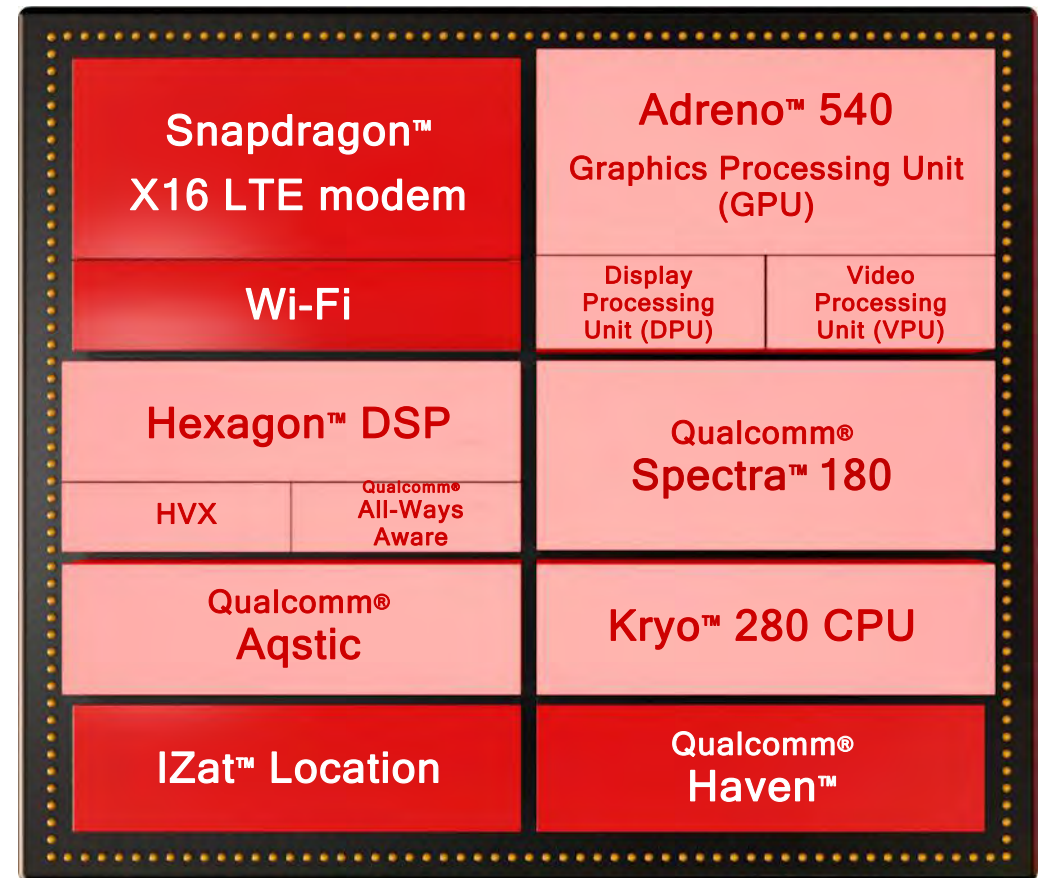 Snapdragon™
X16 LTE modem
Wi-Fi
Adreno™ 540
Graphics Processing Unit
(GPU)
Display
Processing
Unit (DPU)
Video
Processing
Unit (VPU)
Hexagon™ DSP
HVX
Qualcomm®
All-Ways
Aware
Qualcomm®
Spectra™ 180
Qualcomm®
Aqstic
Kryo™ 280 CPU
IZat™ Location
Qualcomm®
Haven™